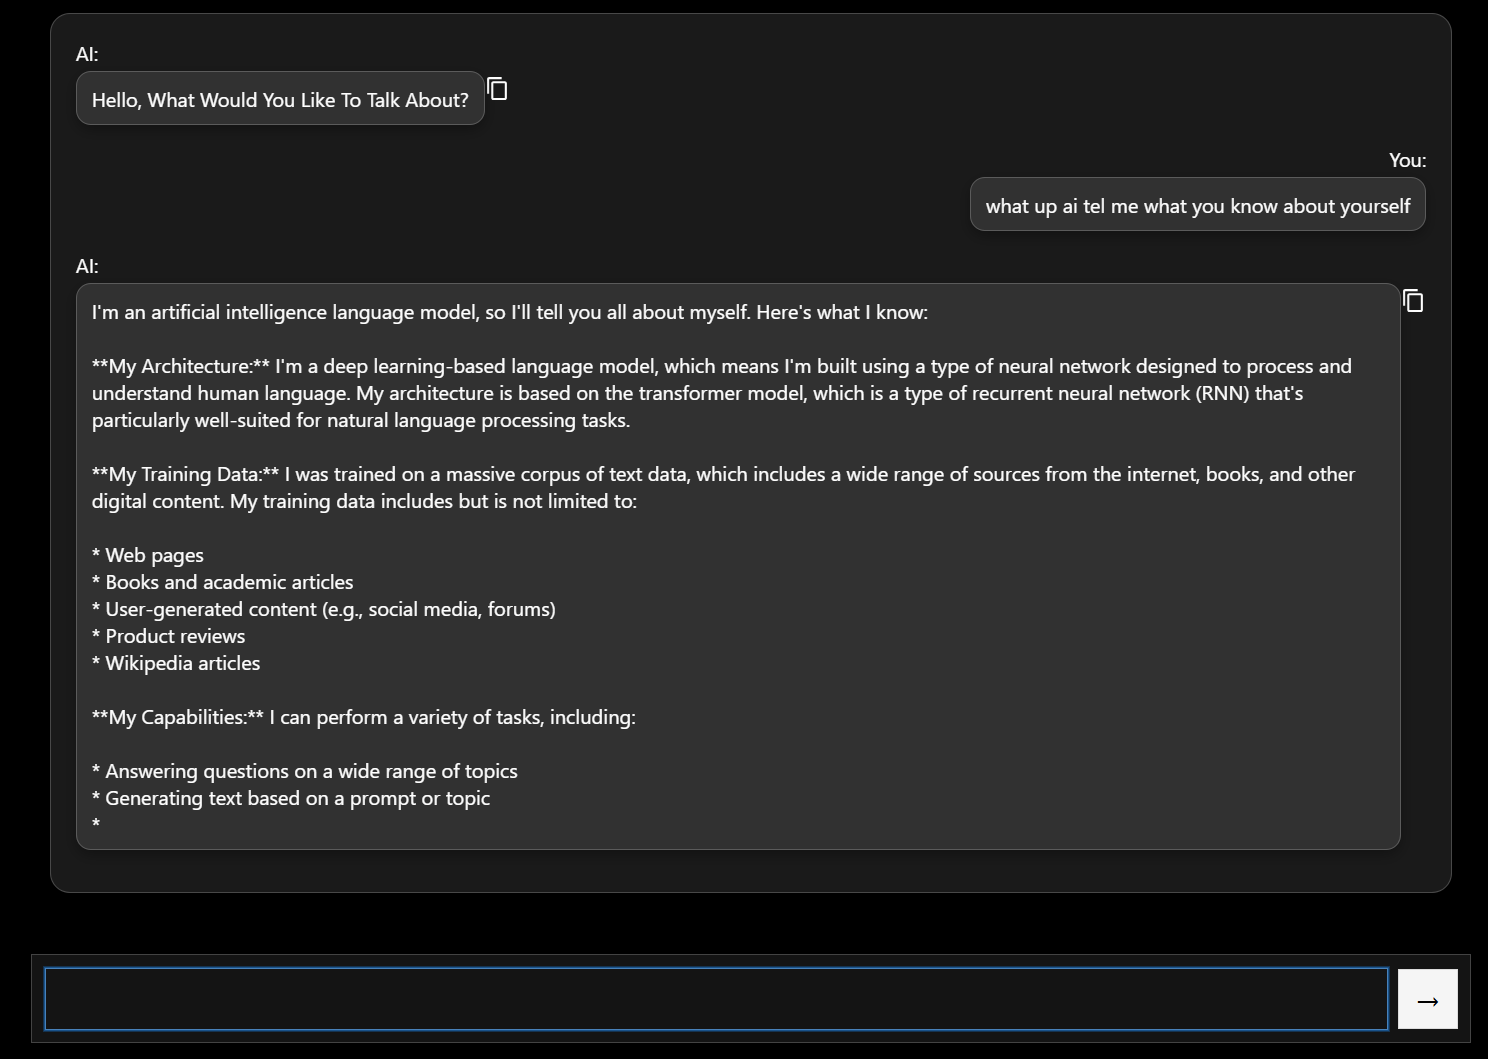 AI:
Hello, What Would You Like To Talk About?
You:
what up ai tel me what you know about yourself
AI:
I'm an artificial intelligence language model, so I'll tell you all about myself. Here's what I know:
**My Architecture:** I'm a deep learning-based language model, which means I'm built using a type of neural network designed to process and
understand human language. My architecture is based on the transformer model, which is a type of recurrent neural network (RNN) that's
particularly well-suited for natural language processing tasks.
**My Training Data:** I was trained on a massive corpus of text data, which includes a wide range of sources from the internet, books, and other
digital content. My training data includes but is not limited to:
* Web pages
* Books and academic articles
* User-generated content (e.g., social media, forums)
* Product reviews
* Wikipedia articles
**My Capabilities:** I can perform a variety of tasks, including:
* Answering questions on a wide range of topics
* Generating text based on a prompt or topic
*
→